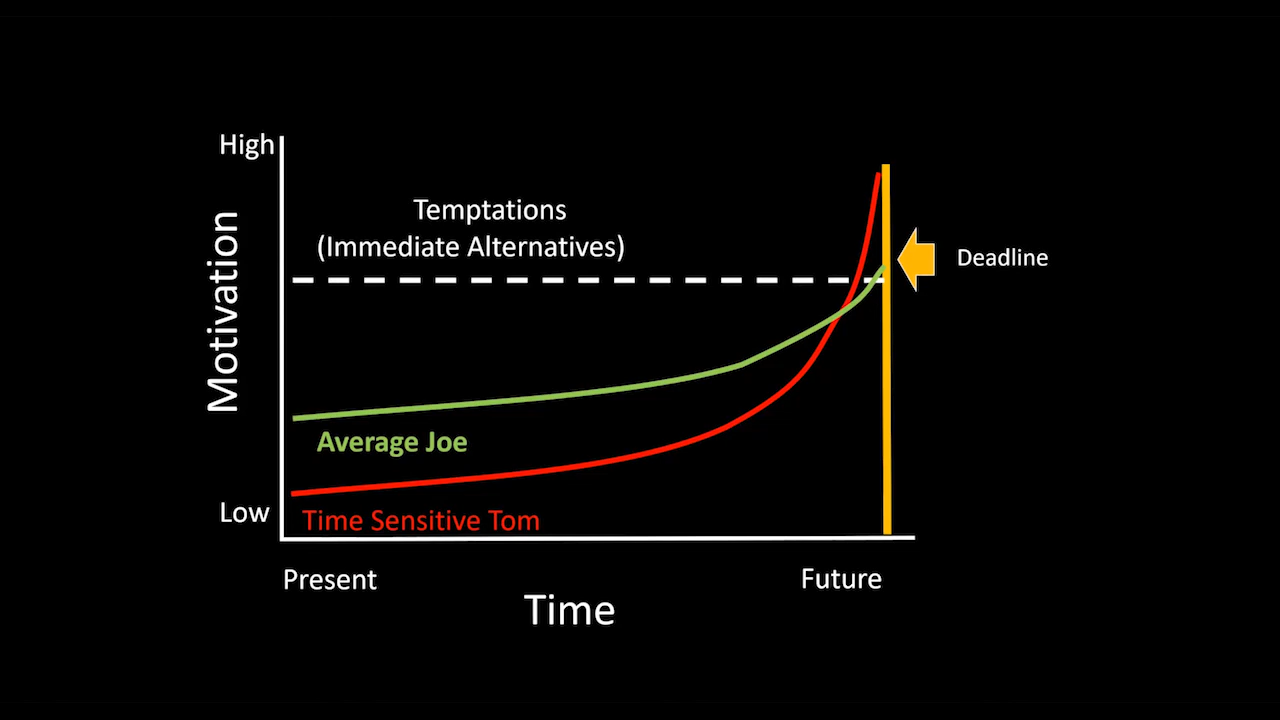 High
Temptations
(Immediate Alternatives)
Motivation
Deadline
Average Joe
Low
Time Sensitive Tom
Present
Future
Time